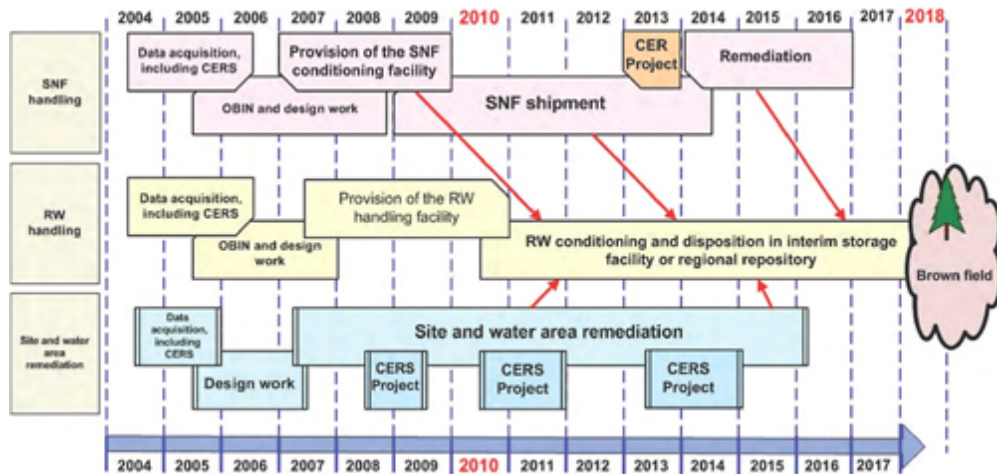 2004 2005 2006 2007 2008 2009 2010 2011 2012 2013 2014 2015 2016 2017 2018
SNF
handling
Data acquisition,
including CERS
Provision of the SNF
conditioning facility
CER
Project
Remediation
OBIN and design work
SNF shipment
RW
handling
Data acquisition,
including CERS
Provision of the RW
handling facility
OBIN and design
work
RW conditioning and disposition in interim storage
facility or regional repository
Brown field
Site and water
area
remediation
Data
acquisition,
including
CERS
Site and water area remediation
Design work
CERS
Project
CERS
Project
CERS
Project
2004 2005 2006 2007 2008 2009 2010 2011 2012 2013 2014 2015 2016 2017 2018